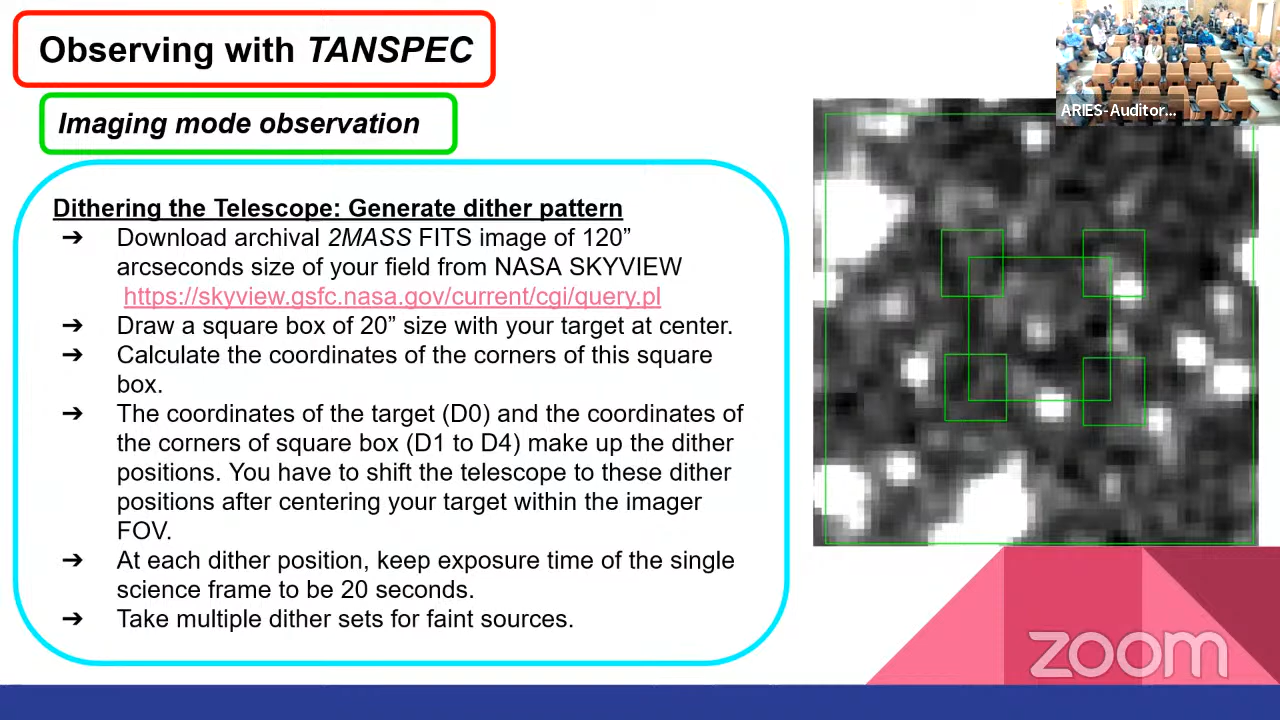 Observing with TANSPEC
ARIES-Auditor...
Imaging mode observation
Dithering the Telescope: Generate dither pattern
➔ Download archival 2MASS FITS image of 120”
arcseconds size of your field from NASA SKYVIEW
https://skyview.gsfc.nasa.gov/current/cgi/query.pl
➔ Draw a square box of 20” size with your target at center.
➔ Calculate the coordinates of the corners of this square
box.
➔ The coordinates of the target (D0) and the coordinates of
the corners of square box (D1 to D4) make up the dither
positions. You have to shift the telescope to these dither
positions after centering your target within the imager
FOV.
➔ At each dither position, keep exposure time of the single
science frame to be 20 seconds.
➔ Take multiple dither sets for faint sources.
zoom